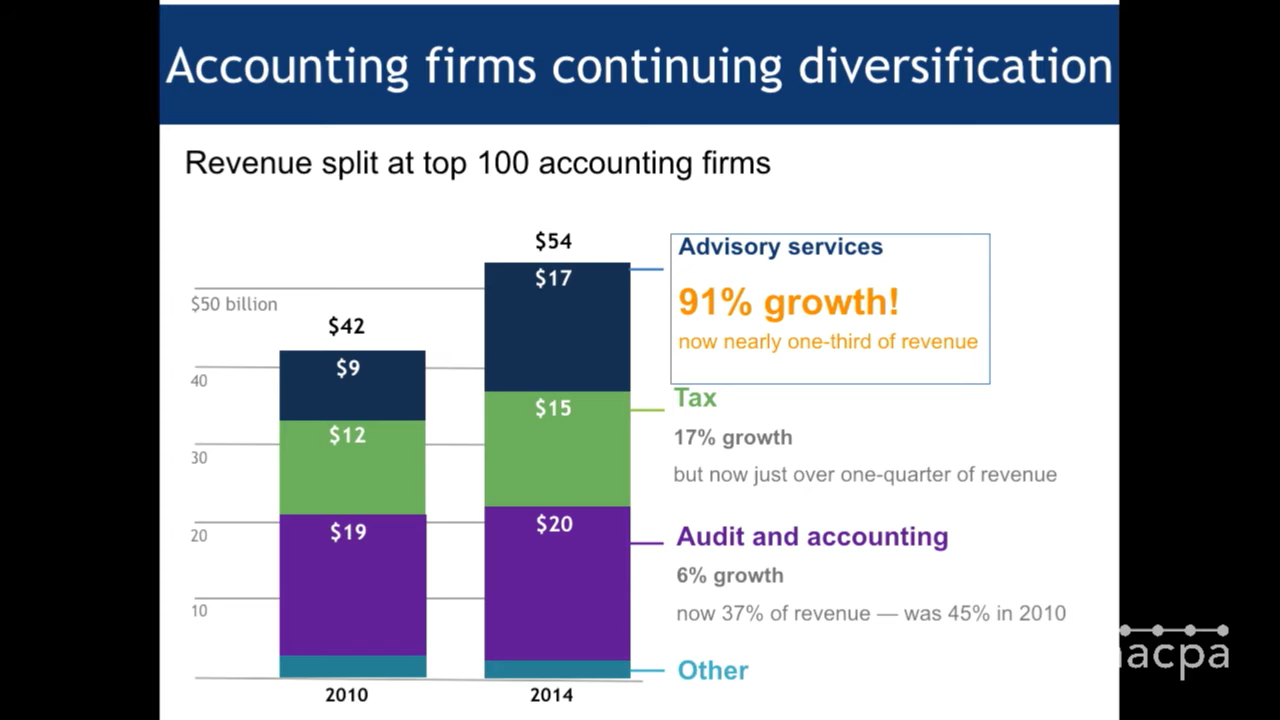 Accounting firms continuing diversification
Revenue split at top 100 accounting firms
$54
Advisory services
$17
91% growth!
$50 billion
$42
now nearly one-third of revenue
$9
40
Tax
$15
$12
17% growth
30
but now just over one-quarter of revenue
$20
$19
20
Audit and accounting
6% growth
10
now 37% of revenue — was 45% in 2010
Other
acpa
2010
2014